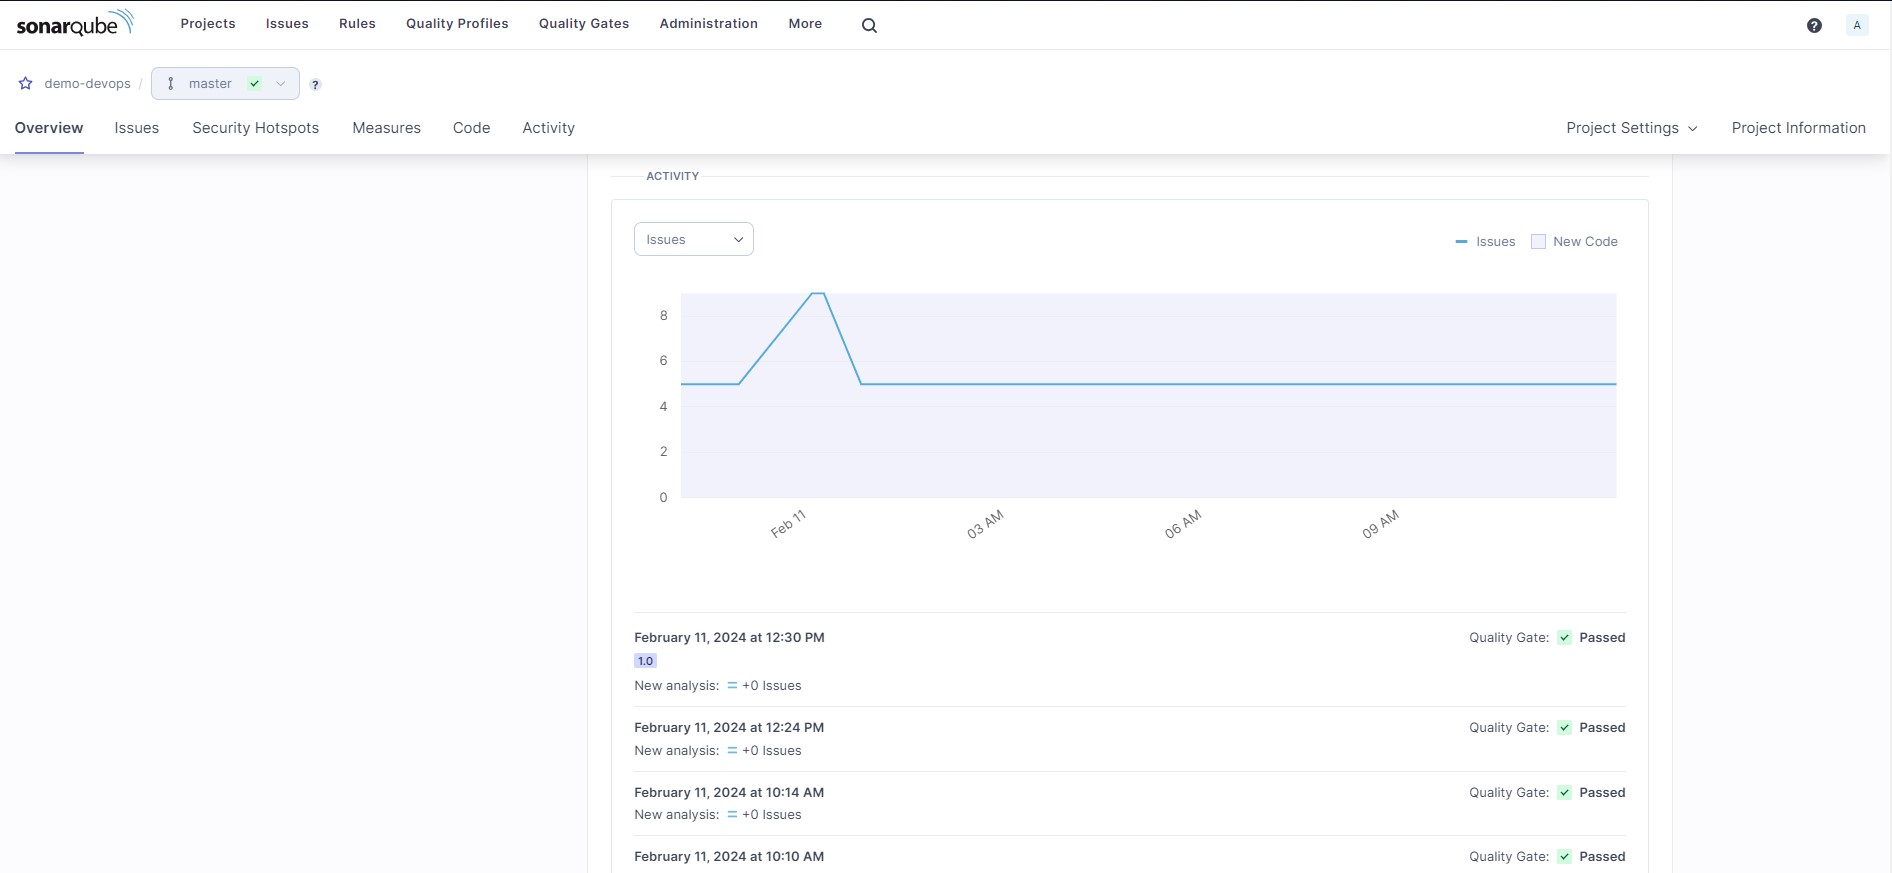 sonarqube Projects Issues Rules Quality Profiles Quality Gates Administration More ? A
demo-devops / master ?
Overview Issues Security Hotspots Measures Code Activity Project Settings Project Information
ACTIVITY
Issues
Issues New Code
8
6
4
2
0
Feb 11 03 AM 06 AM 09 AM
February 11, 2024 at 12:30 PM Quality Gate: Passed
1.0
New analysis: = +0 Issues
February 11, 2024 at 12:24 PM Quality Gate: Passed
New analysis: = +0 Issues
February 11, 2024 at 10:14 AM Quality Gate: Passed
New analysis: = +0 Issues
February 11, 2024 at 10:10 AM Quality Gate: Passed